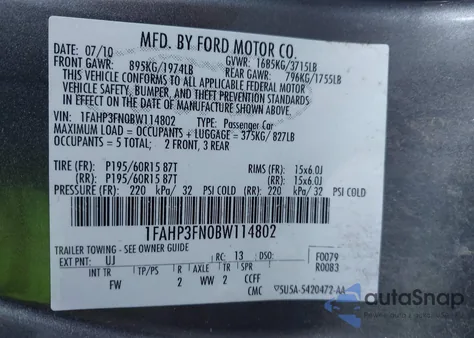 MFD. BY FORD MOTOR CO.
DATE: 07/10 GVWR: 1685KG/3715LB
FRONT GAWR: 895KG/1974LB REAR GAWR: 796KG/1755LB
THIS VEHICLE CONFORMS TO ALL APPLICABLE FEDERAL MOTOR
VEHICLE SAFETY, BUMPER, AND THEFT PREVENTION STANDARDS
IN EFFECT ON THE DATE OF MANUFACTURE SHOWN ABOVE.
VIN: 1FAHP3FN0BW114802 TYPE: Passenger Car
MAXIMUM LOAD = OCCUPANTS + LUGGAGE = 375KG/ 827LB
OCCUPANTS = 5 TOTAL; 2 FRONT, 3 REAR
TIRE (FR): P195/60R15 87T RIMS (FR): 15x6.0J
(RR): P195/60R15 87T (RR): 15x6.0J
PRESSURE (FR): 220 kPa/ 32 PSI COLD (RR): 220 kPa/ 32 PSI COLD
1FAHP3FN0BW114802
TRAILER TOWING - SEE OWNER GUIDE
EXT PNT: UJ RC: 13 DSO: F0079
R0083
INT TR TP/PS R AXLE TR SPR
FW 2 WW 2 CCFF
CMC 5U5A-5420472-AA
autoSnap